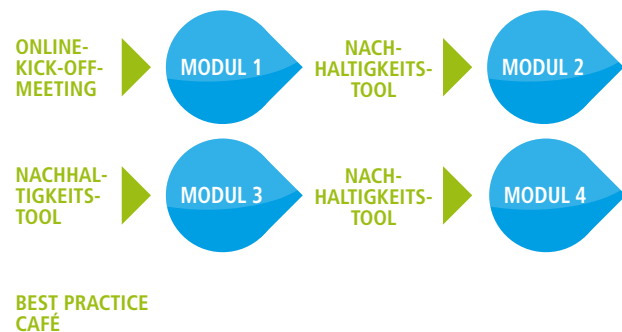 ONLINE-
KICK-OFF-
MEETING
MODUL 1
NACH-
HALTIGKEITS-
TOOL
MODUL 2
NACHHAL-
TIGKEITS-
TOOL
MODUL 3
NACH-
HALTIGKEITS-
TOOL
MODUL 4
BEST PRACTICE
CAFÉ